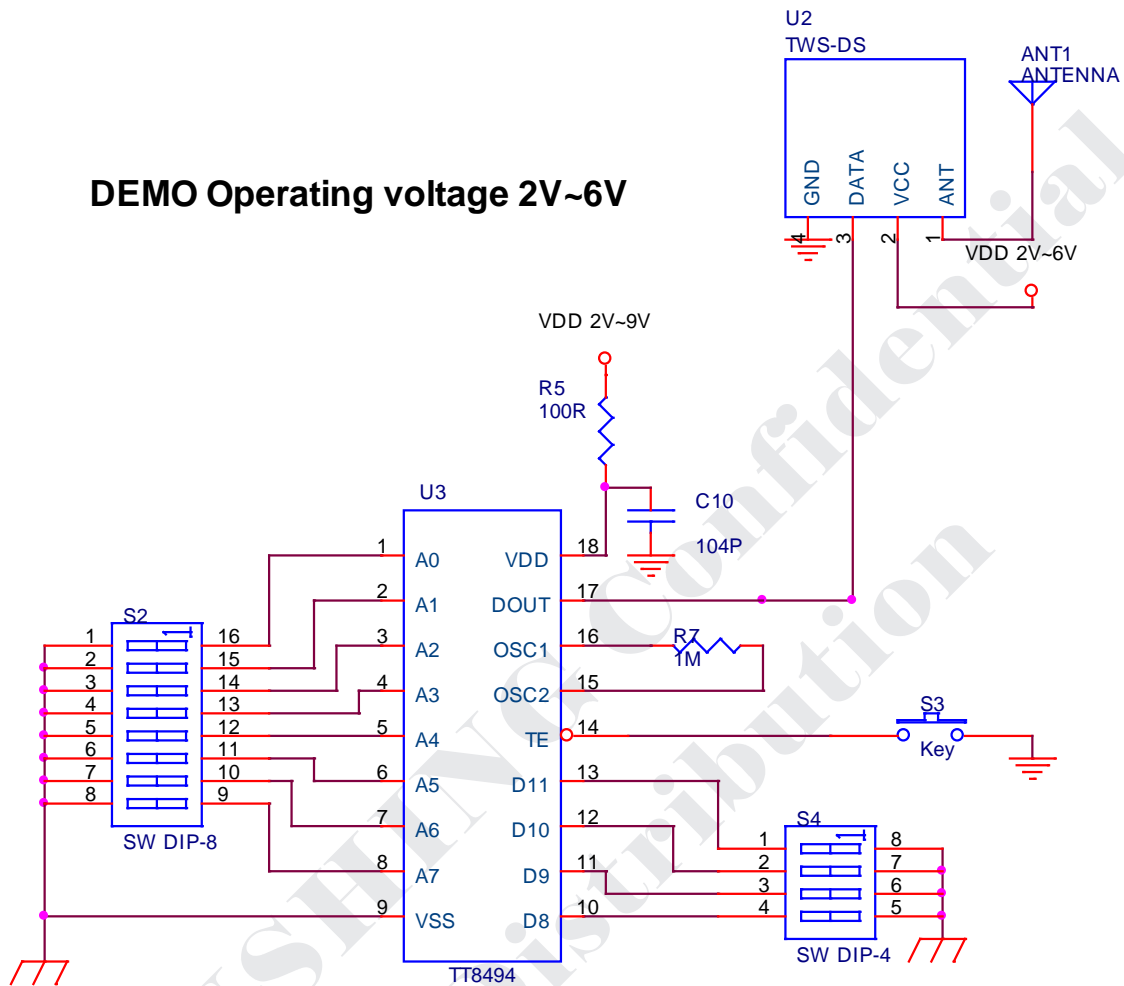 U2
TWS-DS
ANT1
ANTENNA
GND
DATA
VCC
ANT
4
3
2
1
DEMO Operating voltage 2V~6V
VDD 2V~6V
VDD 2V~9V
R5
100R
C10
104P
U3
1 A0 VDD 18
2 A1 DOUT 17
3 A2 OSC1 16
4 A3 OSC2 15
5 A4 TE 14
6 A5 D11 13
7 A6 D10 12
8 A7 D9 11
9 VSS D8 10
TT8494
R7
1M
S2
1 16
2 15
3 14
4 13
5 12
6 11
7 10
8 9
SW DIP-8
S3
Key
S4
1 8
2 7
3 6
4 5
SW DIP-4
Confidential